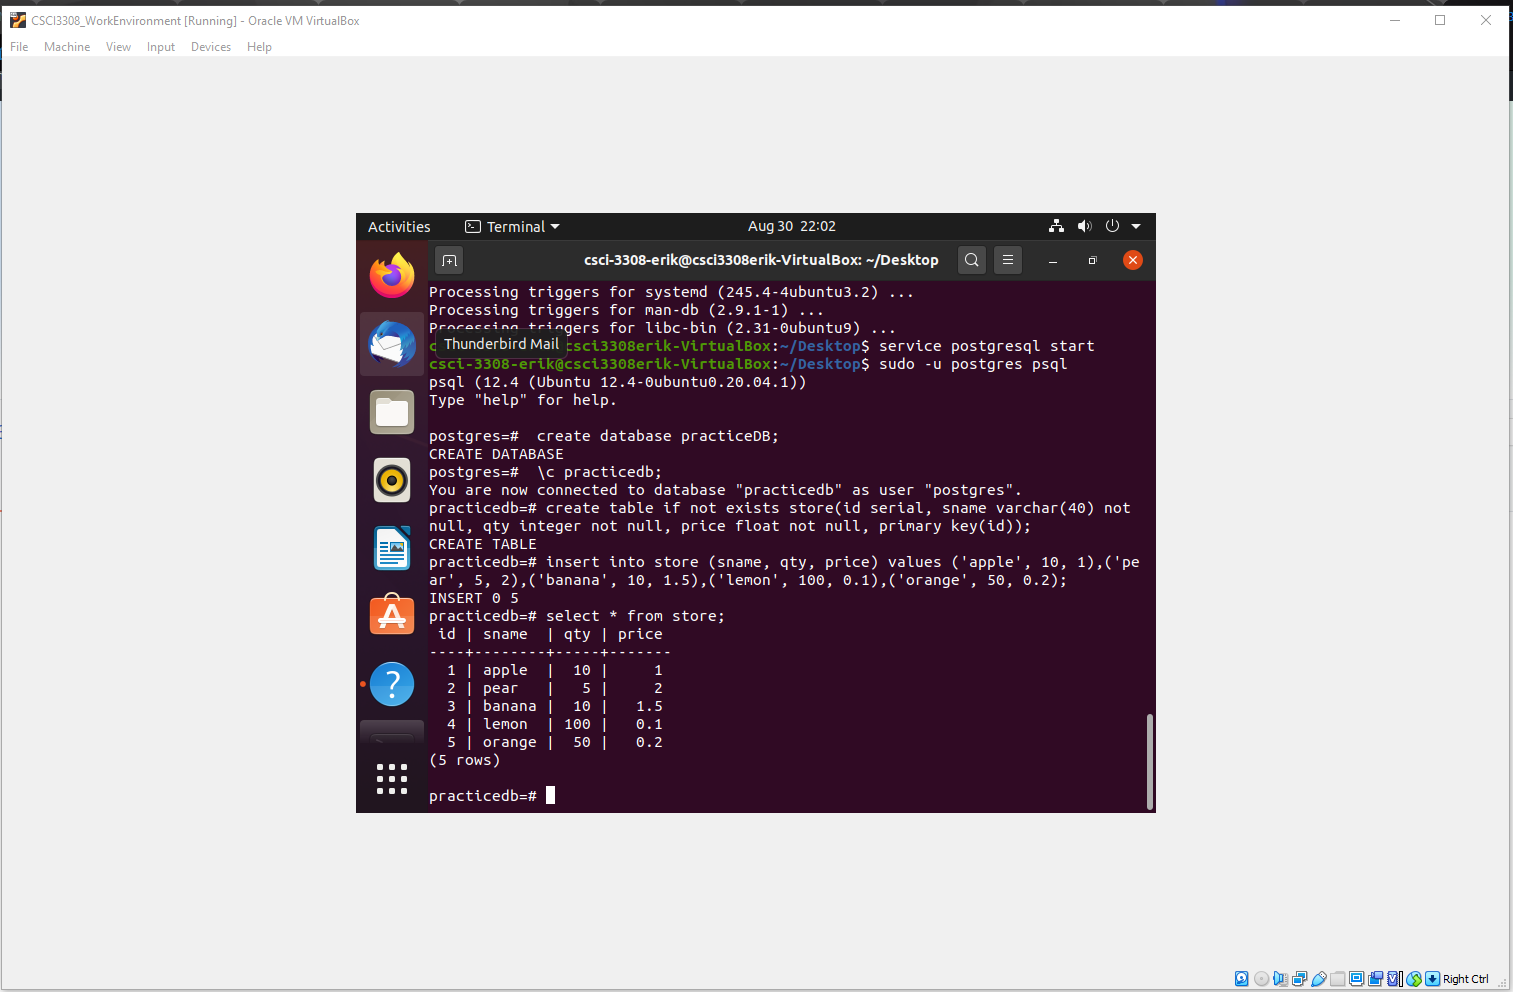 CSCI3308_WorkEnvironment [Running] - Oracle VM VirtualBox
File Machine View Input Devices Help
Activities Terminal Aug 30 22:02
csci-3308-erik@csci3308erik-VirtualBox: ~/Desktop
Processing triggers for systemd (245.4-4ubuntu3.2) ...
Processing triggers for man-db (2.9.1-1) ...
Processing triggers for libc-bin (2.31-0ubuntu9) ...
Thunderbird Mail
csci3308erik-VirtualBox:~/Desktop$ service postgresql start
csci-3308-erik@csci3308erik-VirtualBox:~/Desktop$ sudo -u postgres psql
psql (12.4 (Ubuntu 12.4-0ubuntu0.20.04.1))
Type "help" for help.
postgres=#  create database practiceDB;
CREATE DATABASE
postgres=#  \c practicedb;
You are now connected to database "practicedb" as user "postgres".
practicedb=# create table if not exists store(id serial, sname varchar(40) not
null, qty integer not null, price float not null, primary key(id));
CREATE TABLE
practicedb=# insert into store (sname, qty, price) values ('apple', 10, 1),('pe
ar', 5, 2),('banana', 10, 1.5),('lemon', 100, 0.1),('orange', 50, 0.2);
INSERT 0 5
practicedb=# select * from store;
 id | sname  | qty | price
----+--------+-----+-------
  1 | apple  |  10 |     1
  2 | pear   |   5 |     2
  3 | banana |  10 |   1.5
  4 | lemon  | 100 |   0.1
  5 | orange |  50 |   0.2
(5 rows)
practicedb=#
Right Ctrl